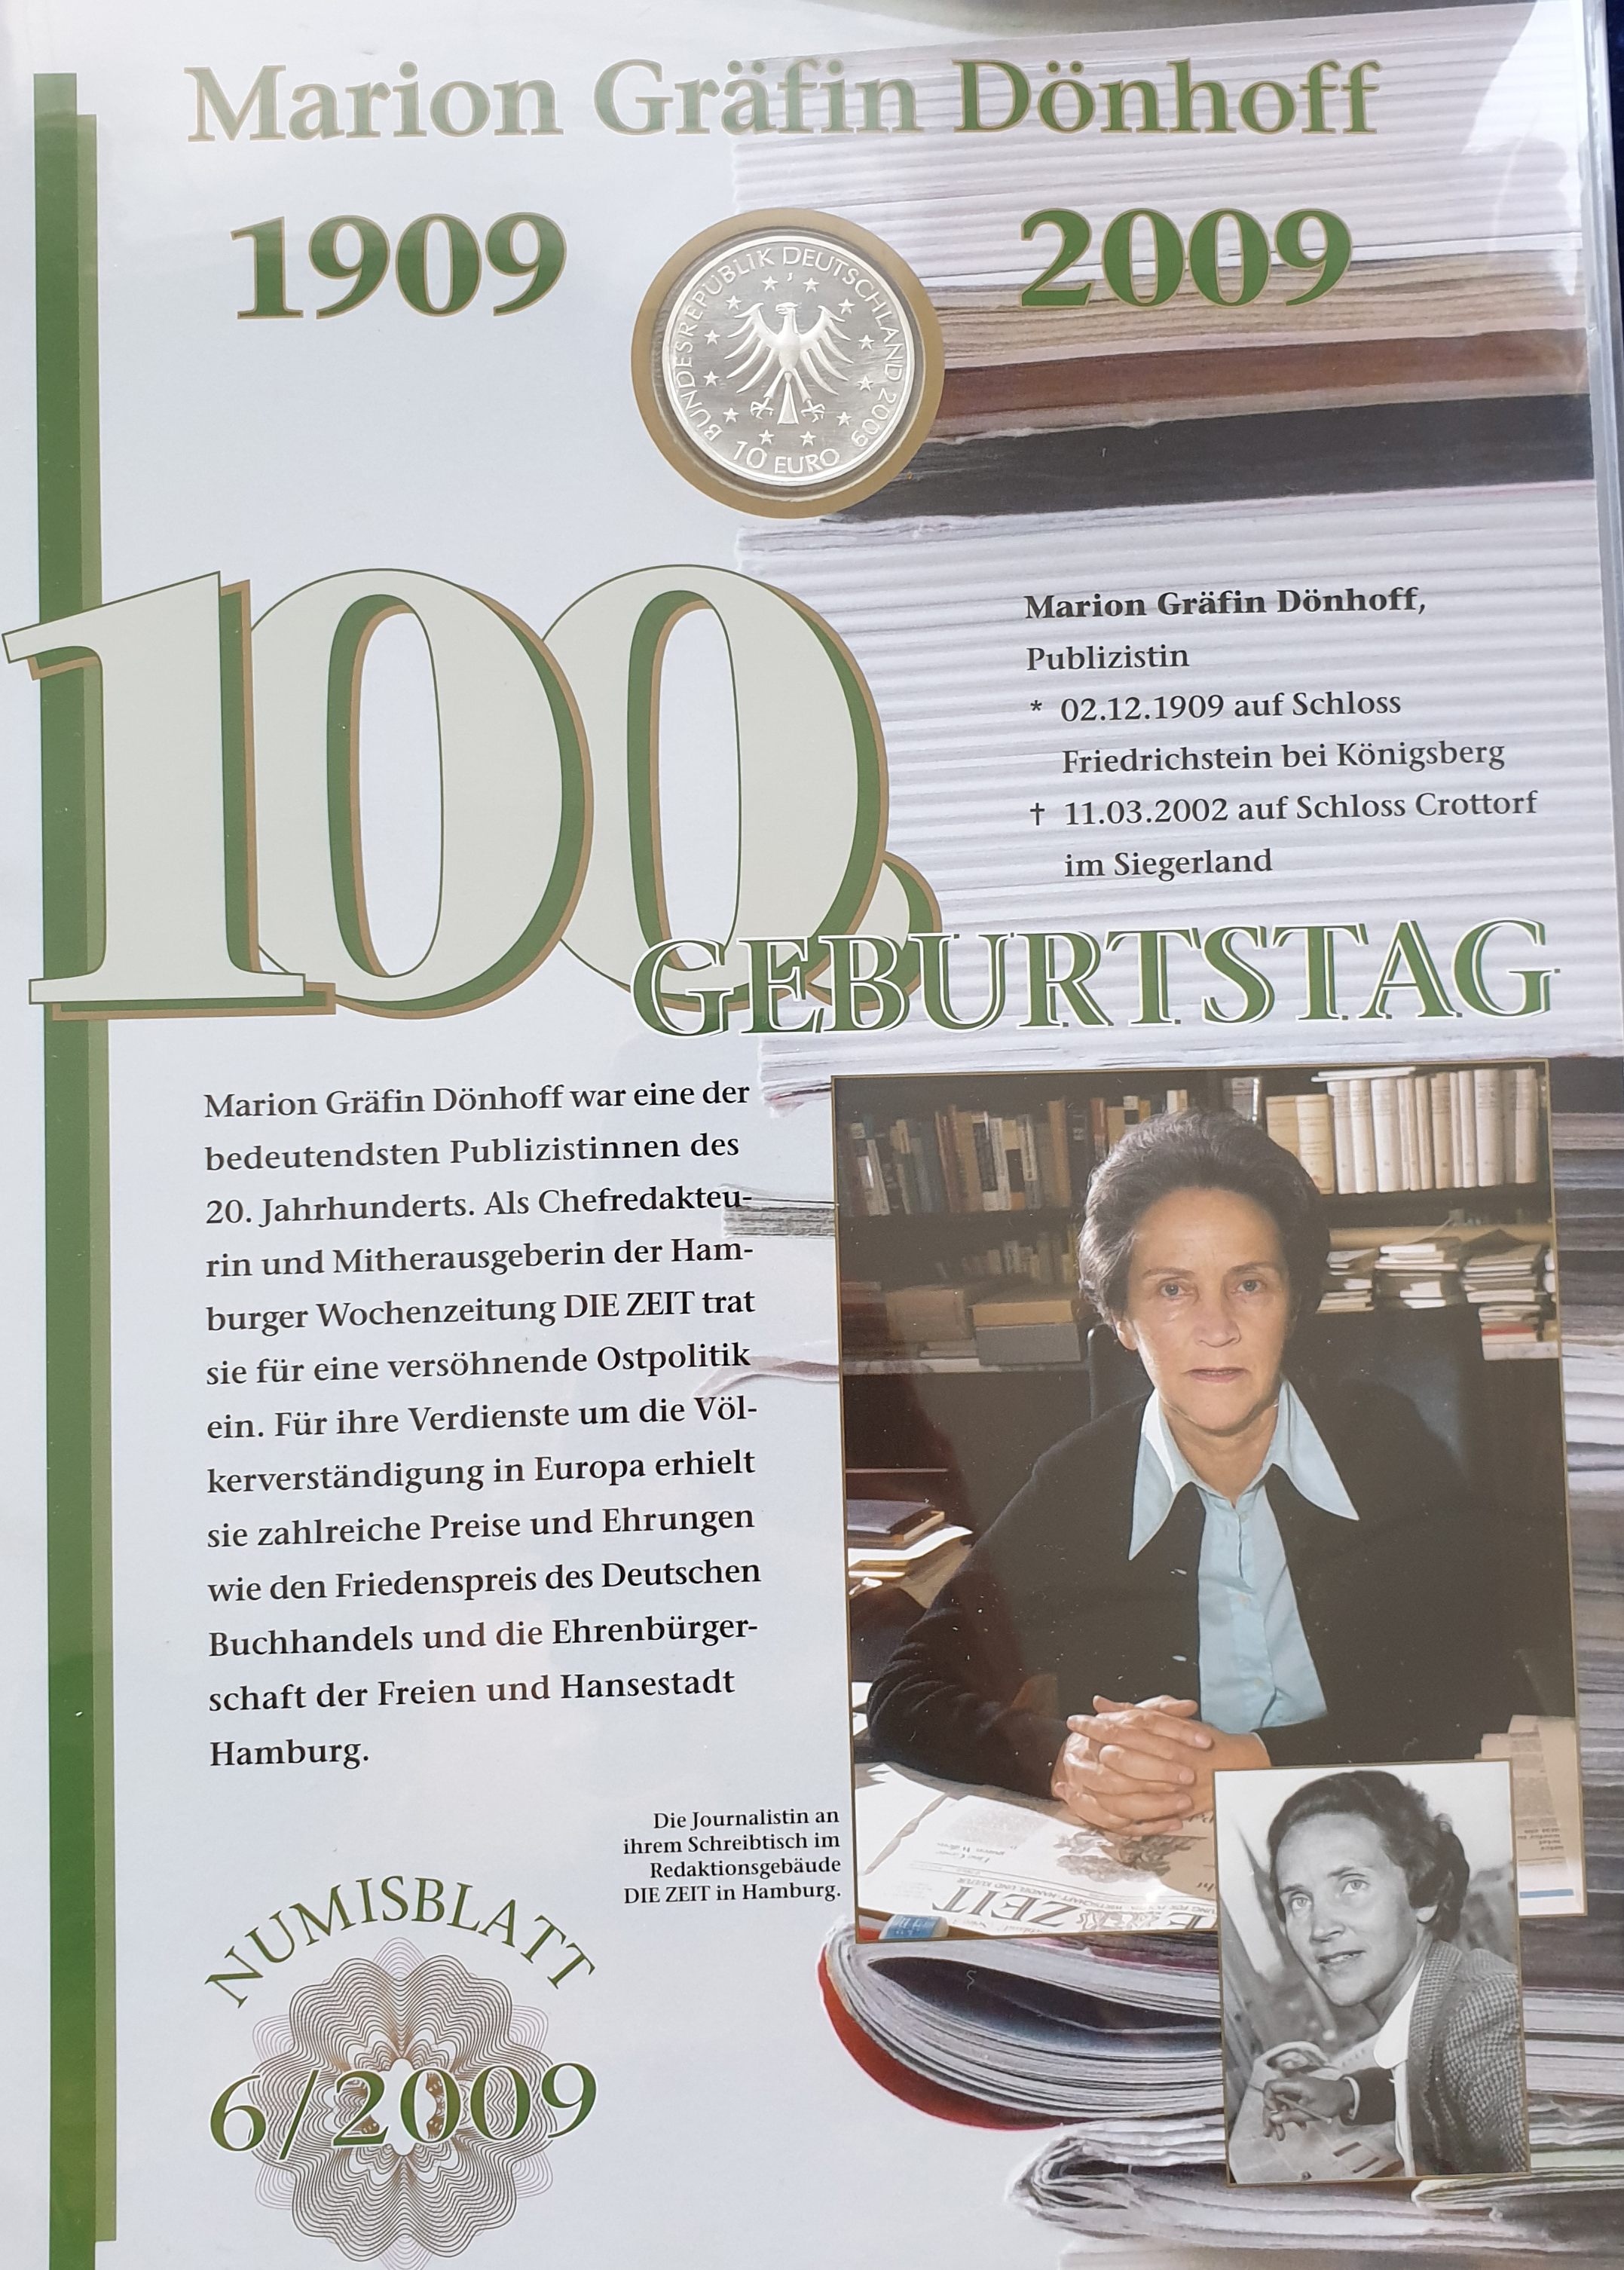 Marion Gräfin Dönhoff
1909
2009
BUNDESREPUBLIK DEUTSCHLAND 2009
J
10 EURO
100.
Marion Gräfin Dönhoff,
Publizistin
* 02.12.1909 auf Schloss
Friedrichstein bei Königsberg
† 11.03.2002 auf Schloss Crottorf
im Siegerland
GEBURTSTAG
Marion Gräfin Dönhoff war eine der
bedeutendsten Publizistinnen des
20. Jahrhunderts. Als Chefredakteu-
rin und Mitherausgeberin der Ham-
burger Wochenzeitung DIE ZEIT trat
sie für eine versöhnende Ostpolitik
ein. Für ihre Verdienste um die Völ-
kerverständigung in Europa erhielt
sie zahlreiche Preise und Ehrungen
wie den Friedenspreis des Deutschen
Buchhandels und die Ehrenbürger-
schaft der Freien und Hansestadt
Hamburg.
Die Journalistin an
ihrem Schreibtisch im
Redaktionsgebäude
DIE ZEIT in Hamburg.
ZEIT
NUMISBLATT
6/2009